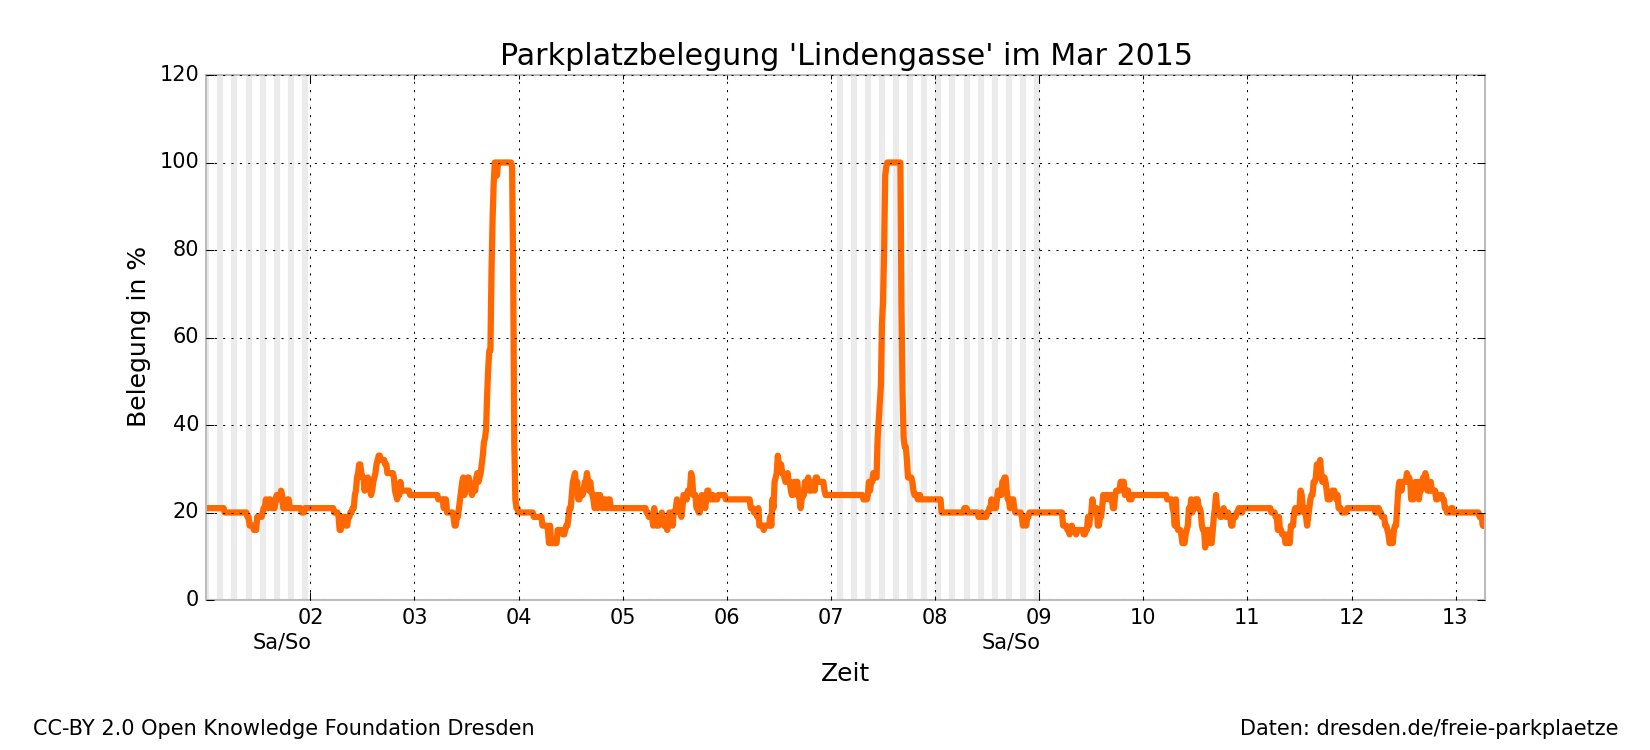 Parkplatzbelegung 'Lindengasse' im Mar 2015
120
100
80
60
40
20
0
Belegung in %
02 03 04 05 06 07 08 09 10 11 12 13
Sa/So Sa/So
Zeit
CC-BY 2.0 Open Knowledge Foundation Dresden
Daten: dresden.de/freie-parkplaetze